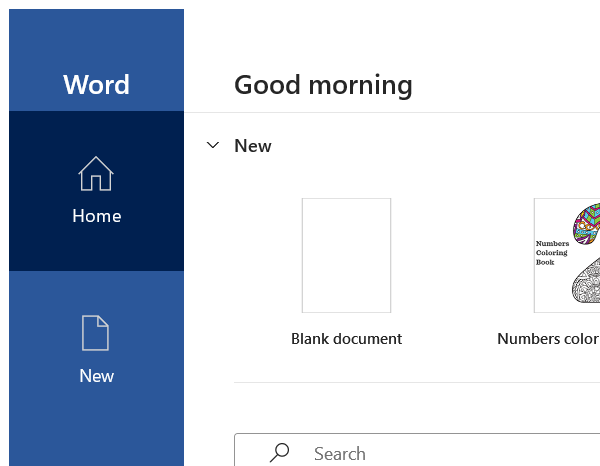 Word
Good morning
New
Home
Numbers
Coloring
Book
Blank document
Numbers color
New
Search